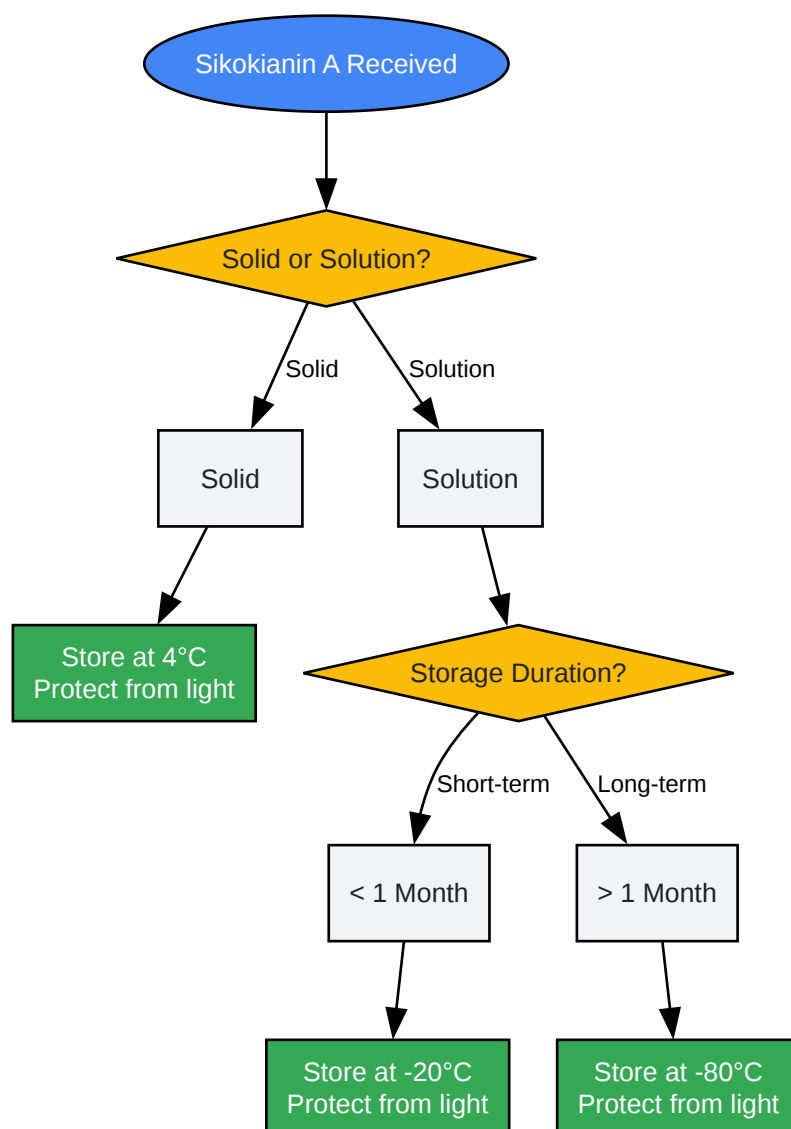 Sikokianin A Received
Solid or Solution?
Solid
Solution
Solid
Solution
Store at 4°C
Protect from light
Storage Duration?
Short-term
Long-term
< 1 Month
> 1 Month
Store at -20°C
Protect from light
Store at -80°C
Protect from light